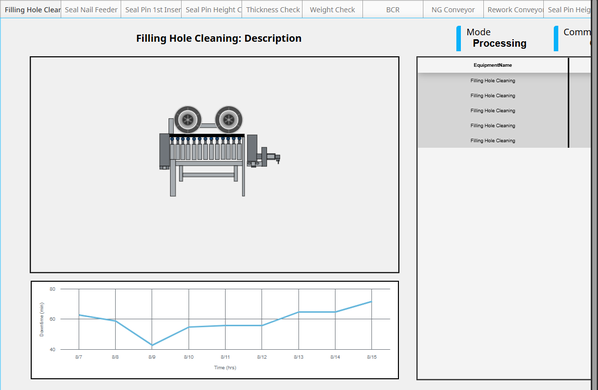 Filling Hole Clear Seal Nail Feeder Seal Pin 1st Inser Seal Pin Height C Thickness Check Weight Check BCR NG Conveyor Rework Conveyo Seal Pin Heig
Filling Hole Cleaning: Description
Mode
Processing
Comm
EquipmentName
Filling Hole Cleaning
Filling Hole Cleaning
Filling Hole Cleaning
Filling Hole Cleaning
Filling Hole Cleaning
80
60
40
8/7 8/8 8/9 8/10 8/11 8/12 8/13 8/14 8/15
Time (hrs)